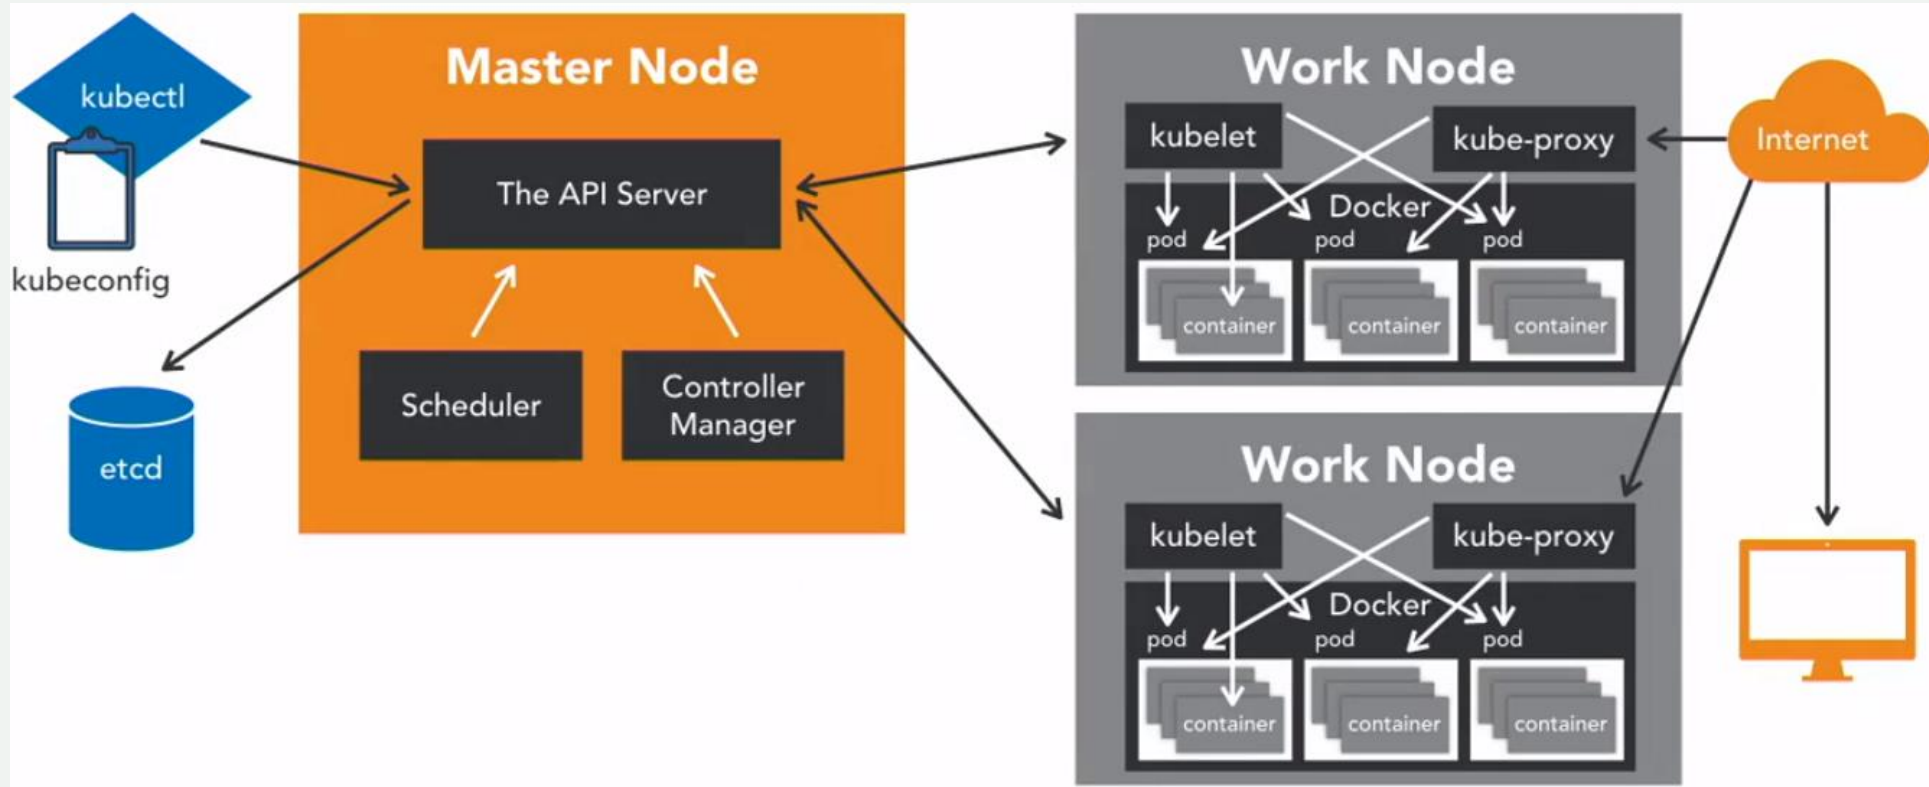 kubectl
kubeconfig
etcd
Master Node
The API Server
Scheduler
Controller
Manager
Work Node
kubelet
kube-proxy
Docker
pod
pod
pod
container
container
container
Work Node
kubelet
kube-proxy
Docker
pod
pod
pod
container
container
container
Internet